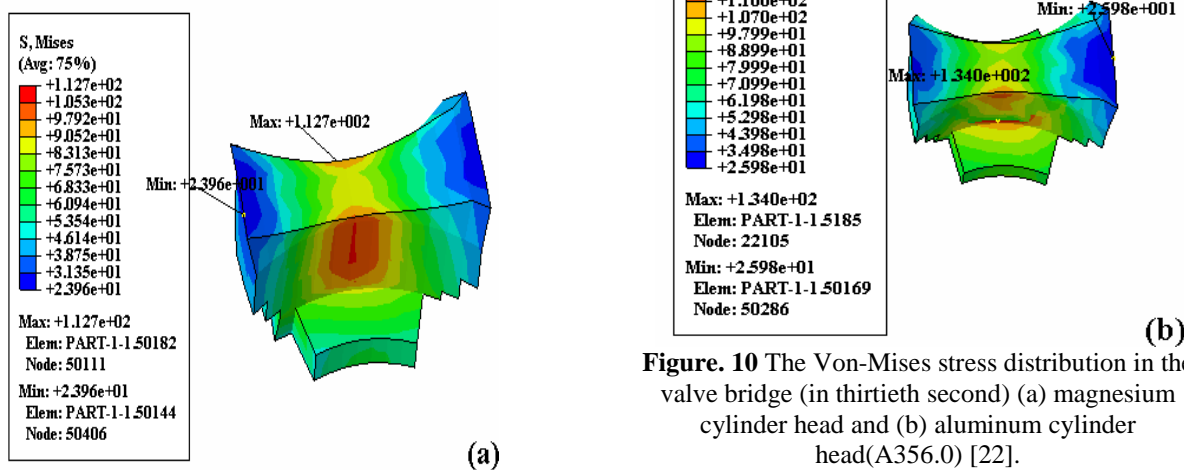 S, Mises
(Avg: 75%)
+1.127e+02
+1.053e+02
+9.792e+01
+9.052e+01
+8.313e+01
+7.573e+01
+6.833e+01
+6.094e+01
+5.354e+01
+4.614e+01
+3.875e+01
+3.135e+01
+2.396e+01
Max: +1.127e+02
Elem: PART-1-1.50182
Node: 50111
Min: +2.396e+01
Elem: PART-1-1.50144
Node: 50406
Max: +1.127e+002
Min: +2.396e+001
(a)
+1.160e+02
+1.070e+02
+9.799e+01
+8.899e+01
+7.999e+01
+7.099e+01
+6.198e+01
+5.298e+01
+4.398e+01
+3.498e+01
+2.598e+01
Max: +1.340e+02
Elem: PART-1-1.5185
Node: 22105
Min: +2.598e+01
Elem: PART-1-1.50169
Node: 50286
Min: +2.598e+001
Max: +1.340e+002
(b)
Figure. 10 The Von-Mises stress distribution in the
valve bridge (in thirtieth second) (a) magnesium
cylinder head and (b) aluminum cylinder
head(A356.0) [22].